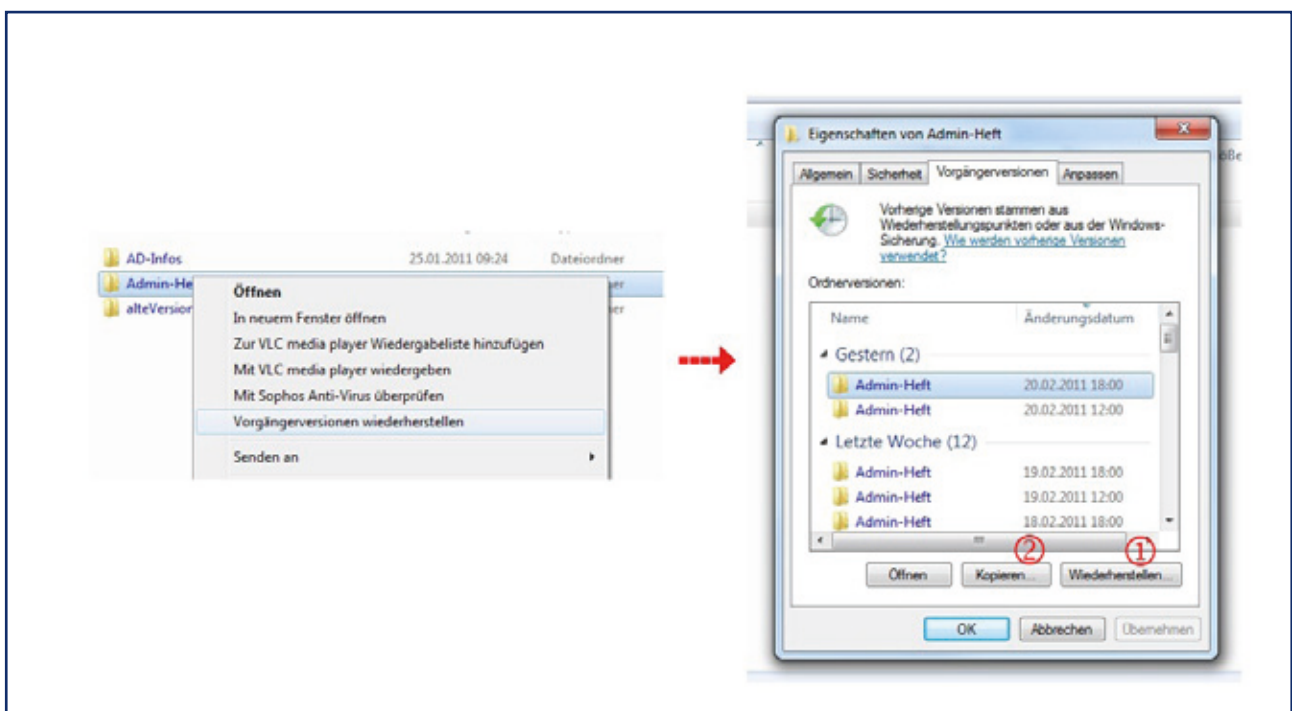 AD-Infos 25.01.2011 09:24 Dateiordner
Admin-He
alteVersior
Öffnen
In neuem Fenster öffnen
Zur VLC media player Wiedergabeliste hinzufügen
Mit VLC media player wiedergeben
Mit Sophos Anti-Virus überprüfen
Vorgängerversionen wiederherstellen
Senden an
Eigenschaften von Admin-Heft
Allgemein Sicherheit Vorgängerversionen Anpassen
Vorherige Versionen stammen aus
Wiederherstellungspunkten oder aus der Windows-
Sicherung. Wie werden vorherige Versionen
verwendet?
Ordnerversionen:
Name Änderungsdatum
Gestern (2)
Admin-Heft 20.02.2011 18:00
Admin-Heft 20.02.2011 12:00
Letzte Woche (12)
Admin-Heft 19.02.2011 18:00
Admin-Heft 19.02.2011 12:00
Admin-Heft 18.02.2011 18:00
② ①
Öffnen Kopieren... Wiederherstellen...
OK Abbrechen Übernehmen